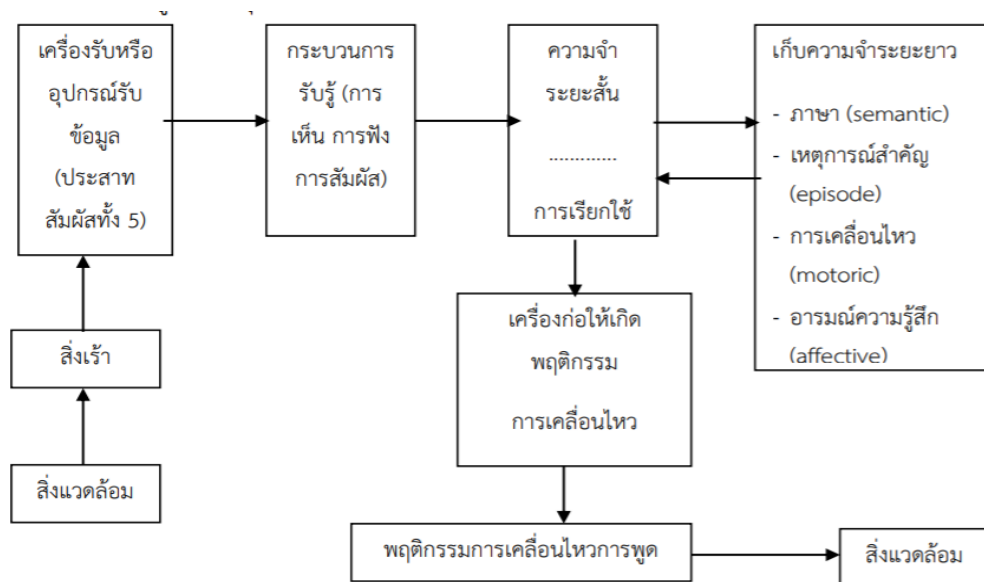 เครื่องรับหรือ
อุปกรณ์รับ
ข้อมูล
(ประสาท
สัมผัสทั้ง 5)
กระบวนการ
รับรู้ (การ
เห็น การฟัง
การสัมผัส)
ความจำ
ระยะสั้น
.............
การเรียกใช้
เก็บความจำระยะยาว
- ภาษา (semantic)
- เหตุการณ์สำคัญ
(episode)
- การเคลื่อนไหว
(motoric)
- อารมณ์ความรู้สึก
(affective)
เครื่องก่อให้เกิด
พฤติกรรม
การเคลื่อนไหว
สิ่งเร้า
สิ่งแวดล้อม
พฤติกรรมการเคลื่อนไหวการพูด
สิ่งแวดล้อม